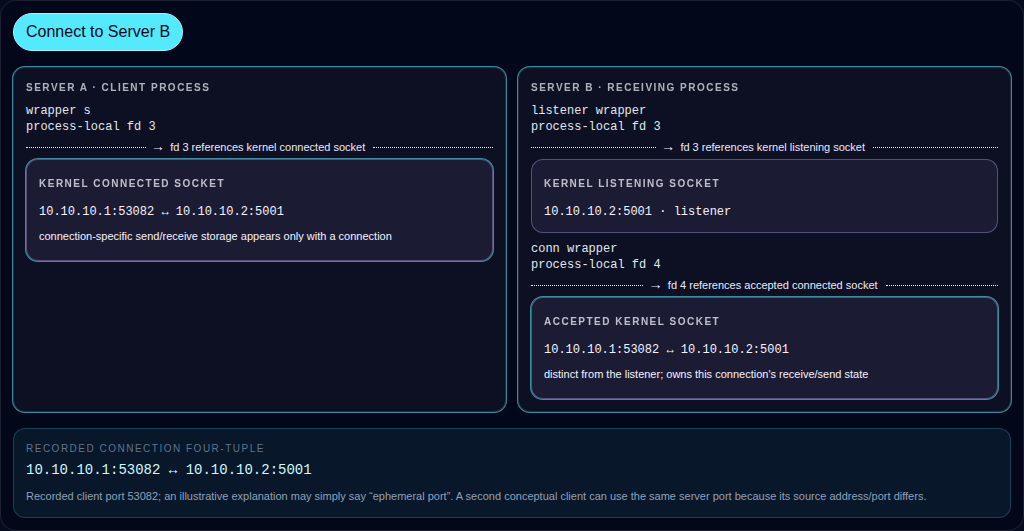 Connect to Server B
SERVER A · CLIENT PROCESS
wrapper s
process-local fd 3
→ fd 3 references kernel connected socket
KERNEL CONNECTED SOCKET
10.10.10.1:53082 ↔ 10.10.10.2:5001
connection-specific send/receive storage appears only with a connection
SERVER B · RECEIVING PROCESS
listener wrapper
process-local fd 3
→ fd 3 references kernel listening socket
KERNEL LISTENING SOCKET
10.10.10.2:5001 · listener
conn wrapper
process-local fd 4
→ fd 4 references accepted connected socket
ACCEPTED KERNEL SOCKET
10.10.10.1:53082 ↔ 10.10.10.2:5001
distinct from the listener; owns this connection's receive/send state
RECORDED CONNECTION FOUR-TUPLE
10.10.10.1:53082 ↔ 10.10.10.2:5001
Recorded client port 53082; an illustrative explanation may simply say “ephemeral port”. A second conceptual client can use the same server port because its source address/port differs.